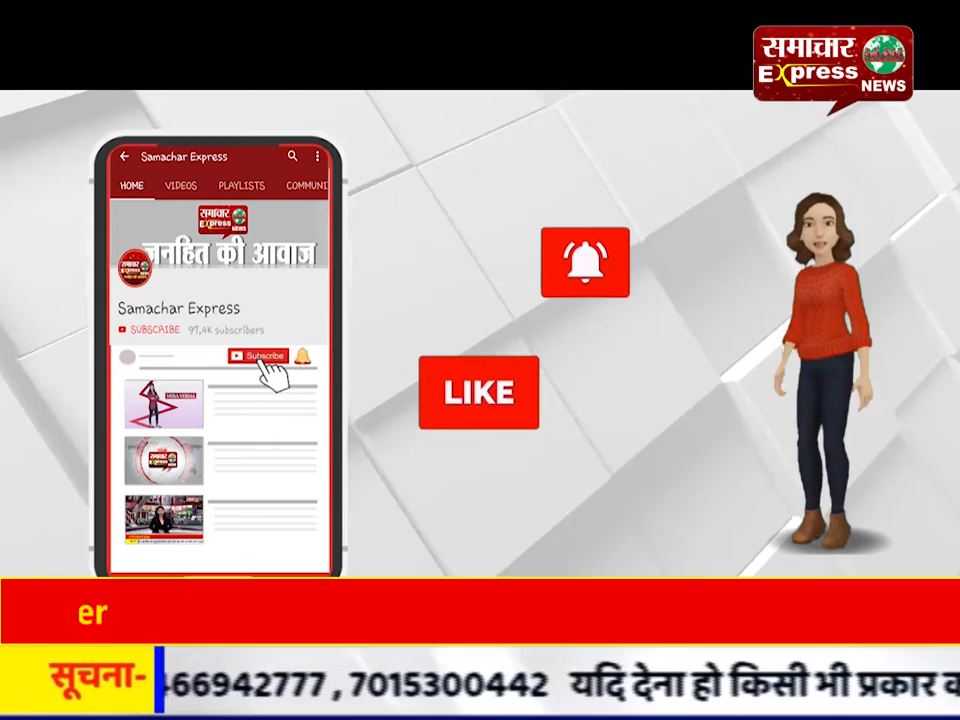 समाचार
Express
NEWS
Samachar Express
HOME VIDEOS PLAYLISTS COMMUNI
समाचार
Express
NEWS
जनहित की आवाज
Samachar Express
SUBSCRIBE 97.4K subscribers
Subscribe
LIKE
er
सूचना- 466942777 , 7015300442 यदि देना हो किसी भी प्रकार क